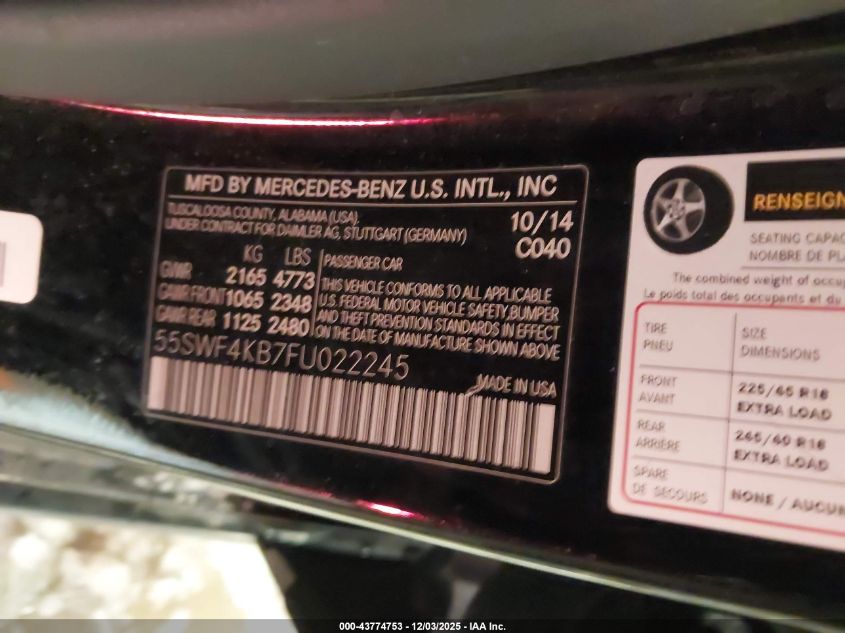 MFD BY MERCEDES-BENZ U.S. INTL., INC
TUSCALOOSA COUNTY, ALABAMA (USA).
UNDER CONTRACT FOR DAIMLER AG, STUTTGART (GERMANY)
10/14
C040
KG LBS
GVWR 2165 4773
GAWR FRONT 1065 2348
GAWR REAR 1125 2480
PASSENGER CAR
THIS VEHICLE CONFORMS TO ALL APPLICABLE
U.S. FEDERAL MOTOR VEHICLE SAFETY, BUMPER
AND THEFT PREVENTION STANDARDS IN EFFECT
ON THE DATE OF MANUFACTURE SHOWN ABOVE
55SWF4KB7FU022245
MADE IN USA
RENSEIGN
SEATING CAPAC
NOMBRE DE PLA
The combined weight of occup
Le poids total des occupants et du
TIRE SIZE
PNEU DIMENSIONS
FRONT 225/45 R18
AVANT EXTRA LOAD
REAR 245/40 R18
ARRIÈRE EXTRA LOAD
SPARE
DE SECOURS NONE / AUCUN
000-43774753 - 12/03/2025 - IAA Inc.